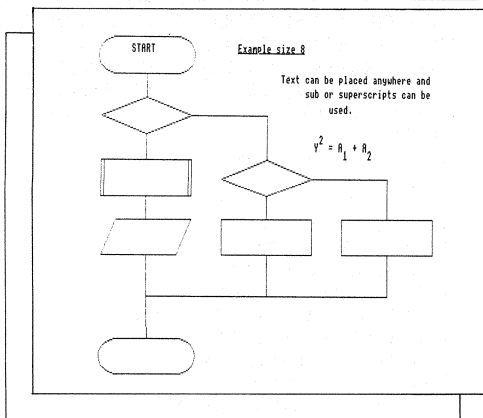 START
Example size 8
Text can be placed anywhere and
sub or superscripts can be
used.
Y² = A₁ + A₂